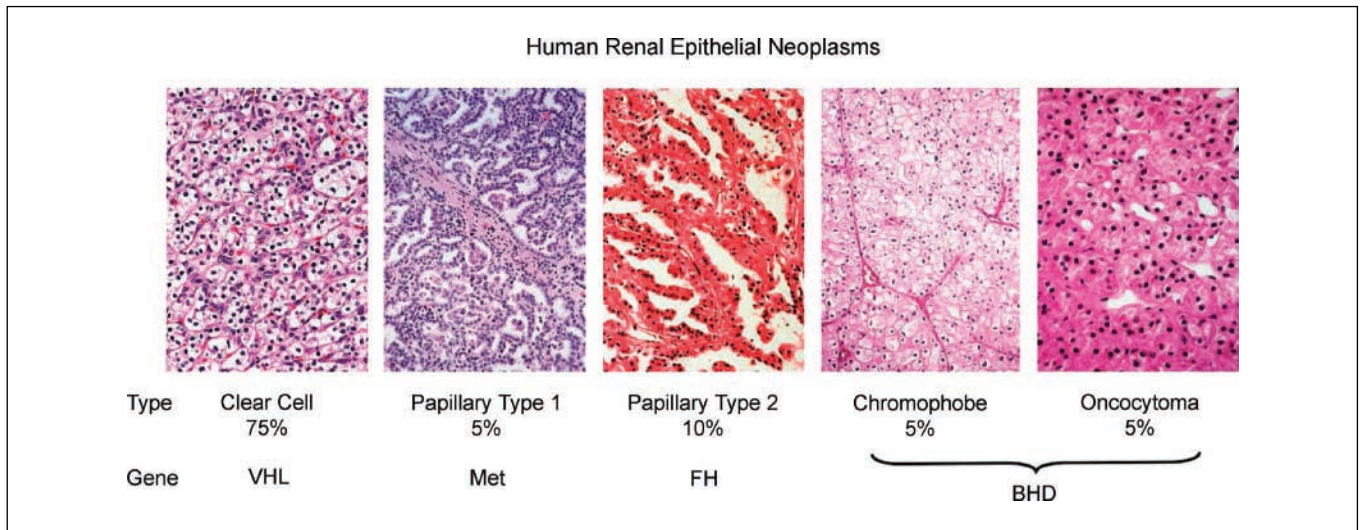 Human Renal Epithelial Neoplasms
Type Clear Cell Papillary Type 1 Papillary Type 2 Chromophobe Oncocytoma
75% 5% 10% 5% 5%
Gene VHL Met FH
BHD